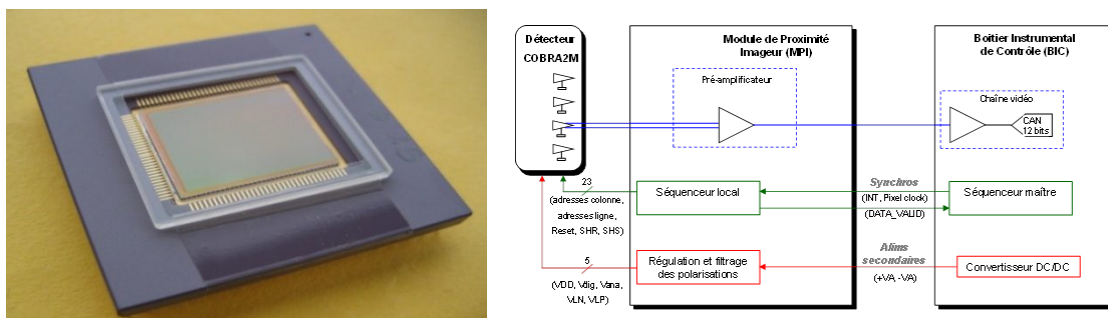 Détecteur
COBRA2M
Module de Proximité
Imageur (MPI)
Pré-amplificateur
Boitier Instrumental
de Contrôle (BIC)
Chaîne vidéo
CAN
12 bits
23
(adresses colonne,
adresses ligne,
Reset, SHR, SHS)
Séquenceur local
Synchros
(INT, Pixel clock)
(DATA_VALID)
Séquenceur maître
5
(VDD, Vdig, Vana,
VLN, VLP)
Régulation et filtrage
des polarisations
Alims
secondaires
(+VA, -VA)
Convertisseur DC/DC